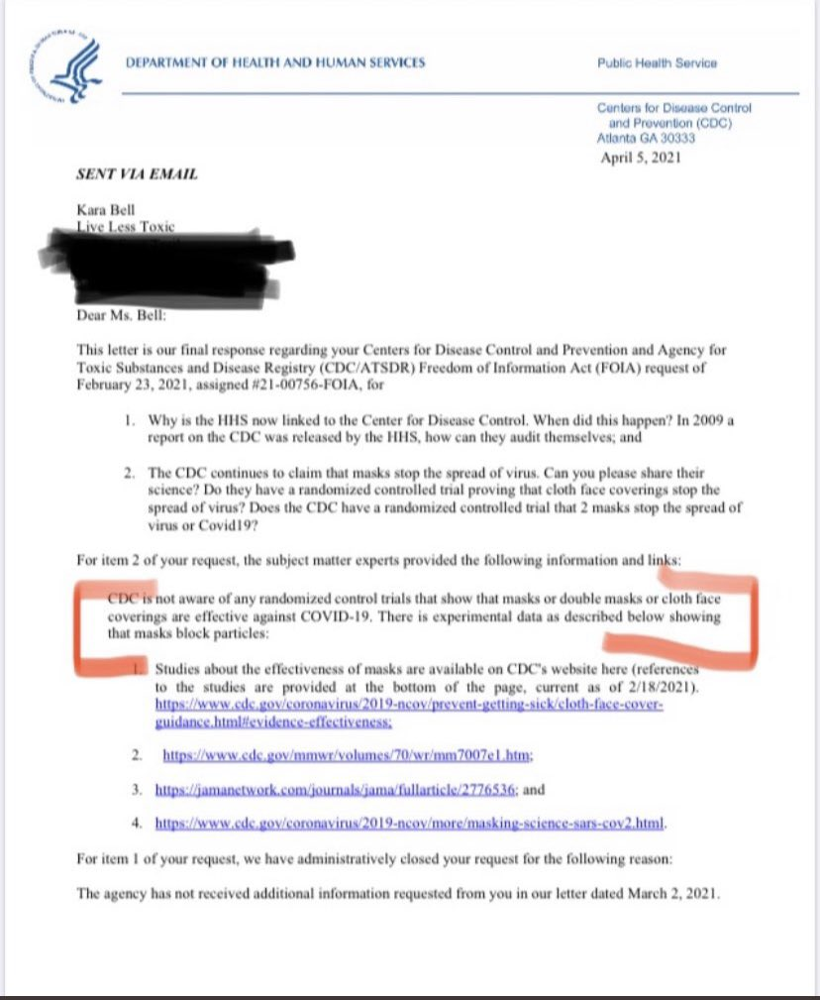 DEPARTMENT OF HEALTH AND HUMAN SERVICES
Public Health Service
Centers for Disease Control
and Prevention (CDC)
Atlanta GA 30333
April 5, 2021
SENT VIA EMAIL
Kara Bell
Live Less Toxic
Dear Ms. Bell:
This letter is our final response regarding your Centers for Disease Control and Prevention and Agency for
Toxic Substances and Disease Registry (CDC/ATSDR) Freedom of Information Act (FOIA) request of
February 23, 2021, assigned #21-00756-FOIA, for
1. Why is the HHS now linked to the Center for Disease Control. When did this happen? In 2009 a
report on the CDC was released by the HHS, how can they audit themselves; and
2. The CDC continues to claim that masks stop the spread of virus. Can you please share their
science? Do they have a randomized controlled trial proving that cloth face coverings stop the
spread of virus? Does the CDC have a randomized controlled trial that 2 masks stop the spread of
virus or Covid19?
For item 2 of your request, the subject matter experts provided the following information and links:
CDC is not aware of any randomized control trials that show that masks or double masks or cloth face
coverings are effective against COVID-19. There is experimental data as described below showing
that masks block particles:
1. Studies about the effectiveness of masks are available on CDC's website here (references
to the studies are provided at the bottom of the page, current as of 2/18/2021).
https://www.cdc.gov/coronavirus/2019-ncov/prevent-getting-sick/cloth-face-cover-
guidance.html#evidence-effectiveness;
2. https://www.cdc.gov/mmwr/volumes/70/wr/mm7007e1.htm;
3. https://jamanetwork.com/journals/jama/fullarticle/2776536; and
4. https://www.cdc.gov/coronavirus/2019-ncov/more/masking-science-sars-cov2.html.
For item 1 of your request, we have administratively closed your request for the following reason:
The agency has not received additional information requested from you in our letter dated March 2, 2021.